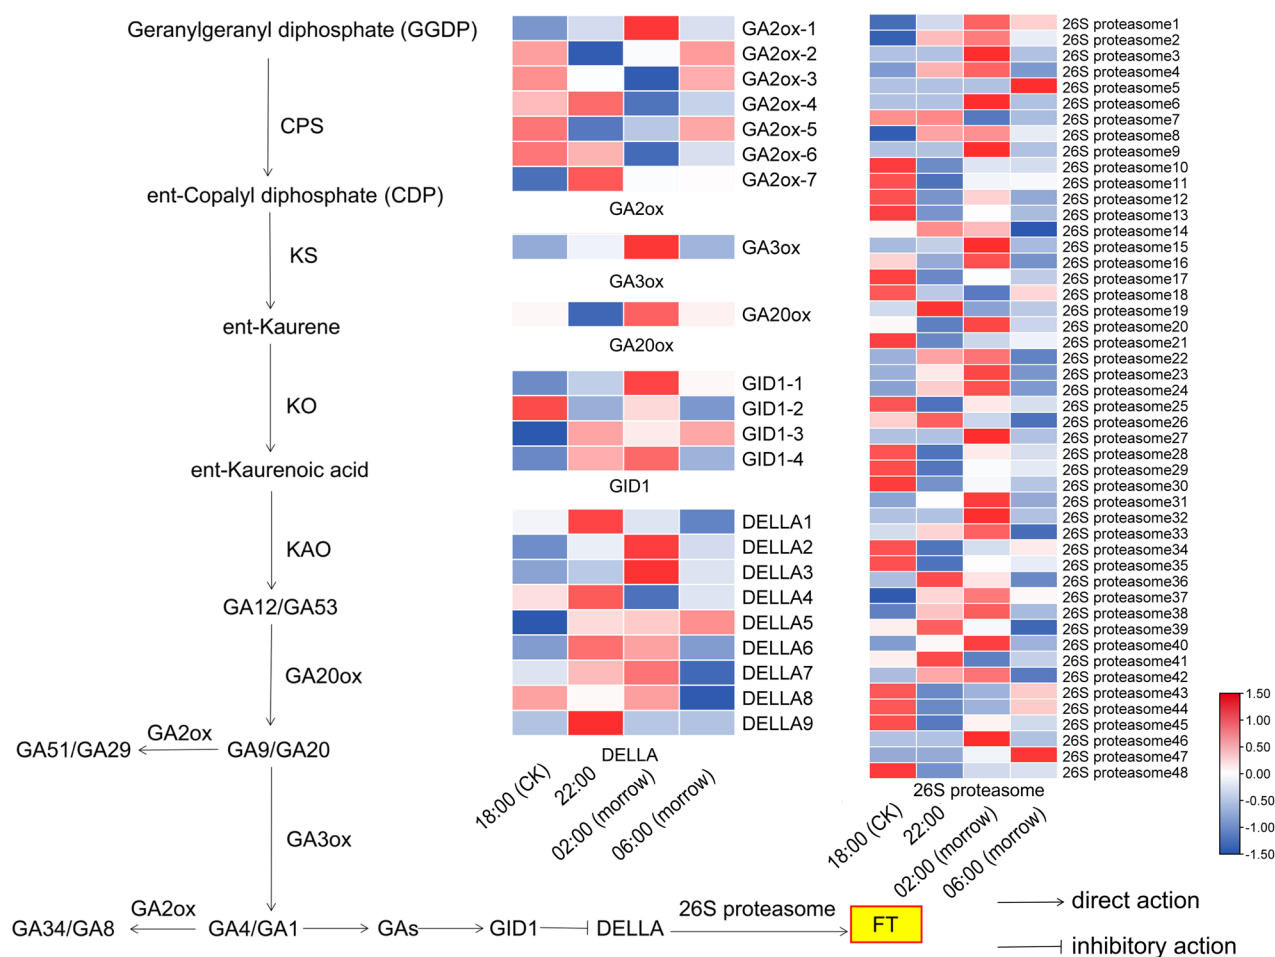 Geranylgeranyl diphosphate (GGDP)
CPS
ent-Copalyl diphosphate (CDP)
KS
ent-Kaurene
KO
ent-Kaurenoic acid
KAO
GA12/GA53
GA20ox
GA2ox
GA51/GA29
GA9/GA20
GA3ox
GA2ox
GA34/GA8
GA4/GA1
GAs
GID1
DELLA
26S proteasome
FT
direct action
inhibitory action
GA2ox-1
GA2ox-2
GA2ox-3
GA2ox-4
GA2ox-5
GA2ox-6
GA2ox-7
GA2ox
GA3ox
GA3ox
GA20ox
GA20ox
GID1-1
GID1-2
GID1-3
GID1-4
GID1
DELLA1
DELLA2
DELLA3
DELLA4
DELLA5
DELLA6
DELLA7
DELLA8
DELLA9
DELLA
18:00 (CK)
22:00
02:00 (morrow)
06:00 (morrow)
26S proteasome1
26S proteasome2
26S proteasome3
26S proteasome4
26S proteasome5
26S proteasome6
26S proteasome7
26S proteasome8
26S proteasome9
26S proteasome10
26S proteasome11
26S proteasome12
26S proteasome13
26S proteasome14
26S proteasome15
26S proteasome16
26S proteasome17
26S proteasome18
26S proteasome19
26S proteasome20
26S proteasome21
26S proteasome22
26S proteasome23
26S proteasome24
26S proteasome25
26S proteasome26
26S proteasome27
26S proteasome28
26S proteasome29
26S proteasome30
26S proteasome31
26S proteasome32
26S proteasome33
26S proteasome34
26S proteasome35
26S proteasome36
26S proteasome37
26S proteasome38
26S proteasome39
26S proteasome40
26S proteasome41
26S proteasome42
26S proteasome43
26S proteasome44
26S proteasome45
26S proteasome46
26S proteasome47
26S proteasome48
26S proteasome
18:00 (CK)
22:00
02:00 (morrow)
06:00 (morrow)
1.50
1.00
0.50
0.00
-0.50
-1.00
-1.50